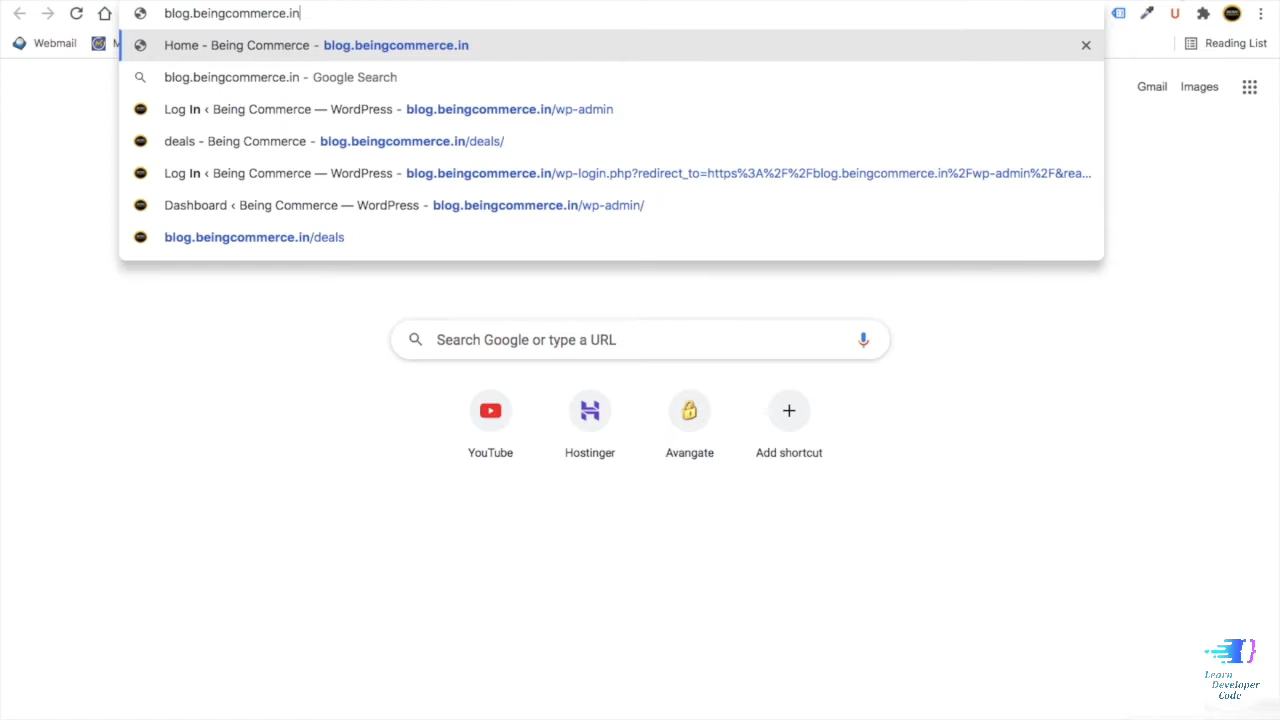 blog.beingcommerce.in
Webmail
M
Reading List
Home - Being Commerce - blog.beingcommerce.in
blog.beingcommerce.in - Google Search
Log In ‹ Being Commerce — WordPress - blog.beingcommerce.in/wp-admin
deals - Being Commerce - blog.beingcommerce.in/deals/
Log In ‹ Being Commerce — WordPress - blog.beingcommerce.in/wp-login.php?redirect_to=https%3A%2F%2Fblog.beingcommerce.in%2Fwp-admin%2F&rea...
Dashboard ‹ Being Commerce — WordPress - blog.beingcommerce.in/wp-admin/
blog.beingcommerce.in/deals
Gmail Images
Search Google or type a URL
YouTube Hostinger Avangate Add shortcut
Learn
Developer
Code